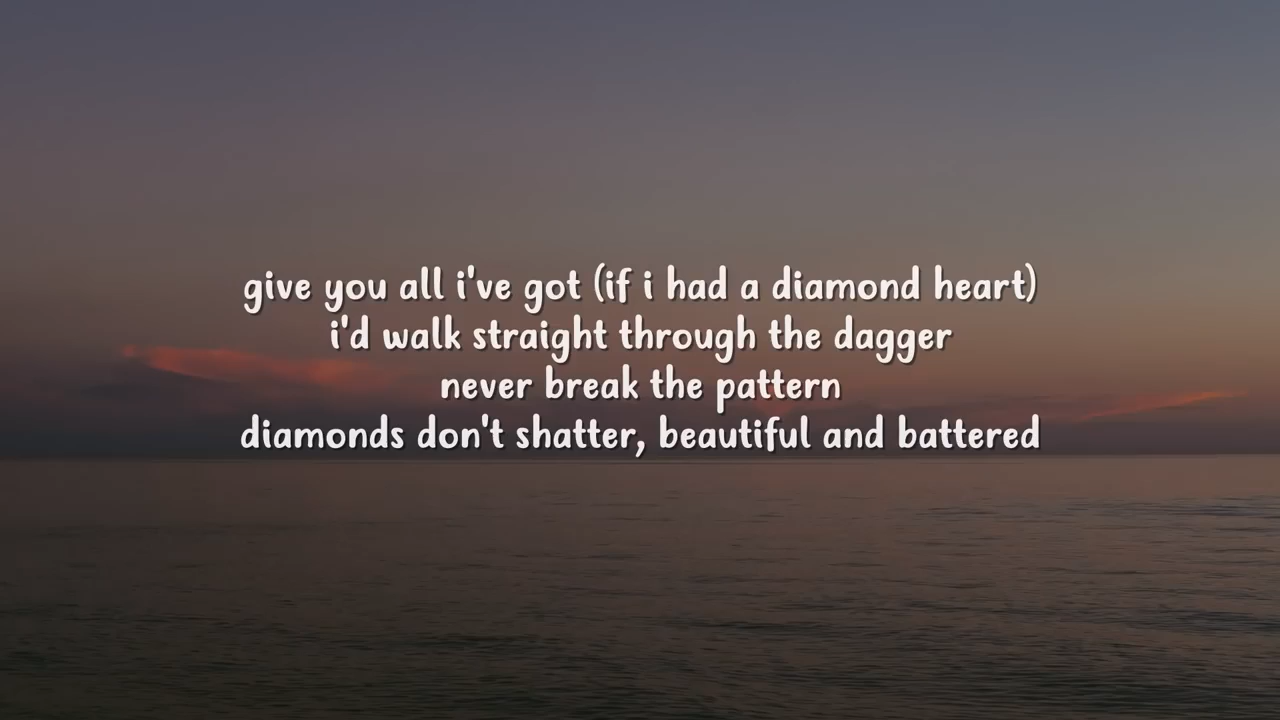 give you all i've got (if i had a diamond heart)
i'd walk straight through the dagger
never break the pattern
diamonds don't shatter, beautiful and battered